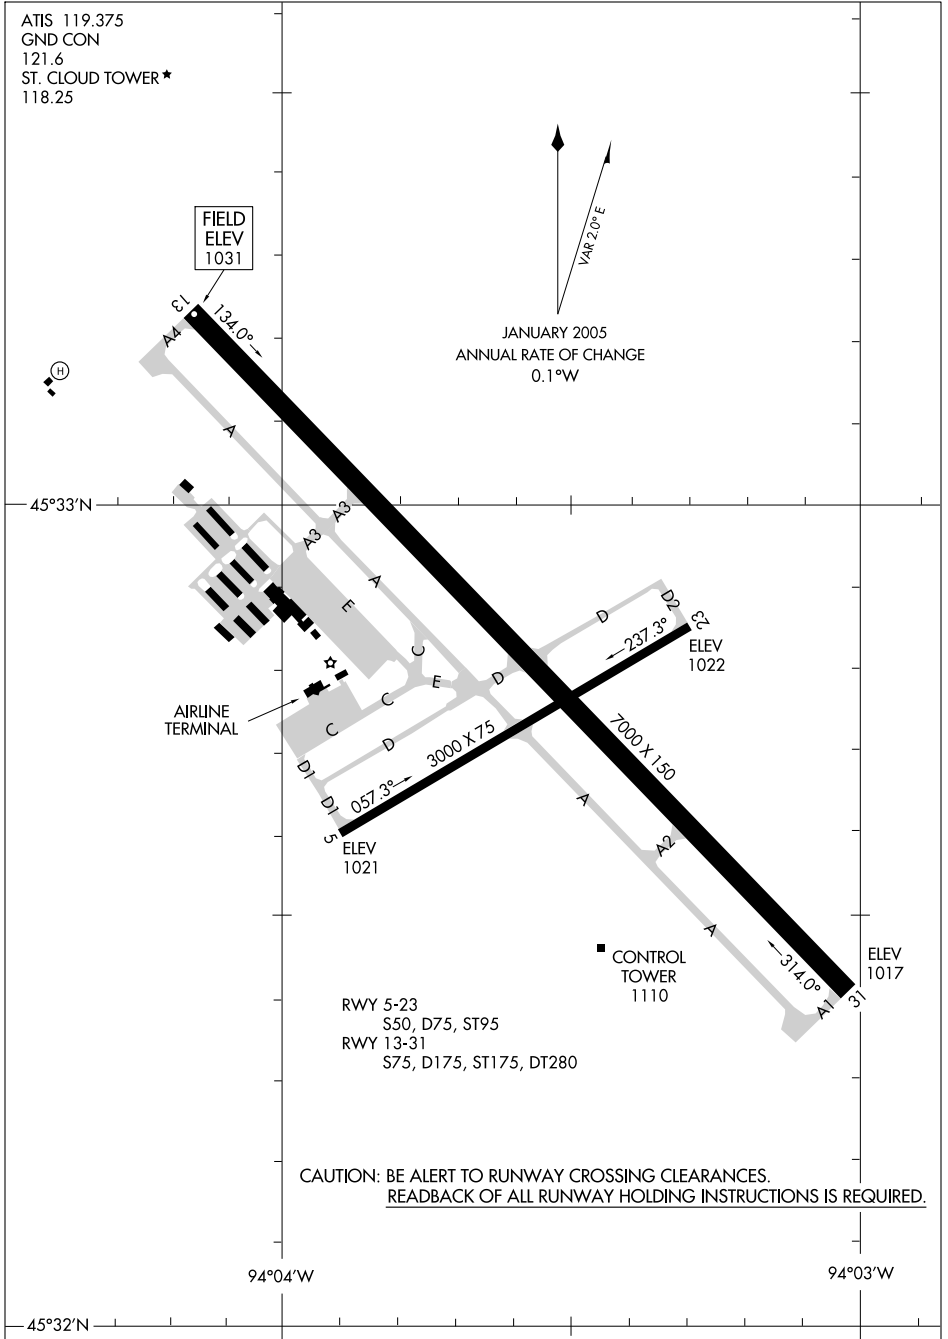 ATIS 119.375
GND CON
121.6
ST. CLOUD TOWER★
118.25
FIELD
ELEV
1031
VAR 2.0° E
JANUARY 2005
ANNUAL RATE OF CHANGE
0.1°W
13
134.0°
A4
H
A
45°33'N
A3
A3
A
E
D
D2
23
237.3°
ELEV
1022
C
E
D
AIRLINE
TERMINAL
C
C
D
3000 X 75
7000 X 150
D1
D1
057.3°
5
ELEV
1021
A
A2
A
CONTROL
TOWER
1110
314.0°
ELEV
1017
A1
31
RWY 5-23
S50, D75, ST95
RWY 13-31
S75, D175, ST175, DT280
CAUTION: BE ALERT TO RUNWAY CROSSING CLEARANCES.
READBACK OF ALL RUNWAY HOLDING INSTRUCTIONS IS REQUIRED.
94°04'W
94°03'W
45°32'N